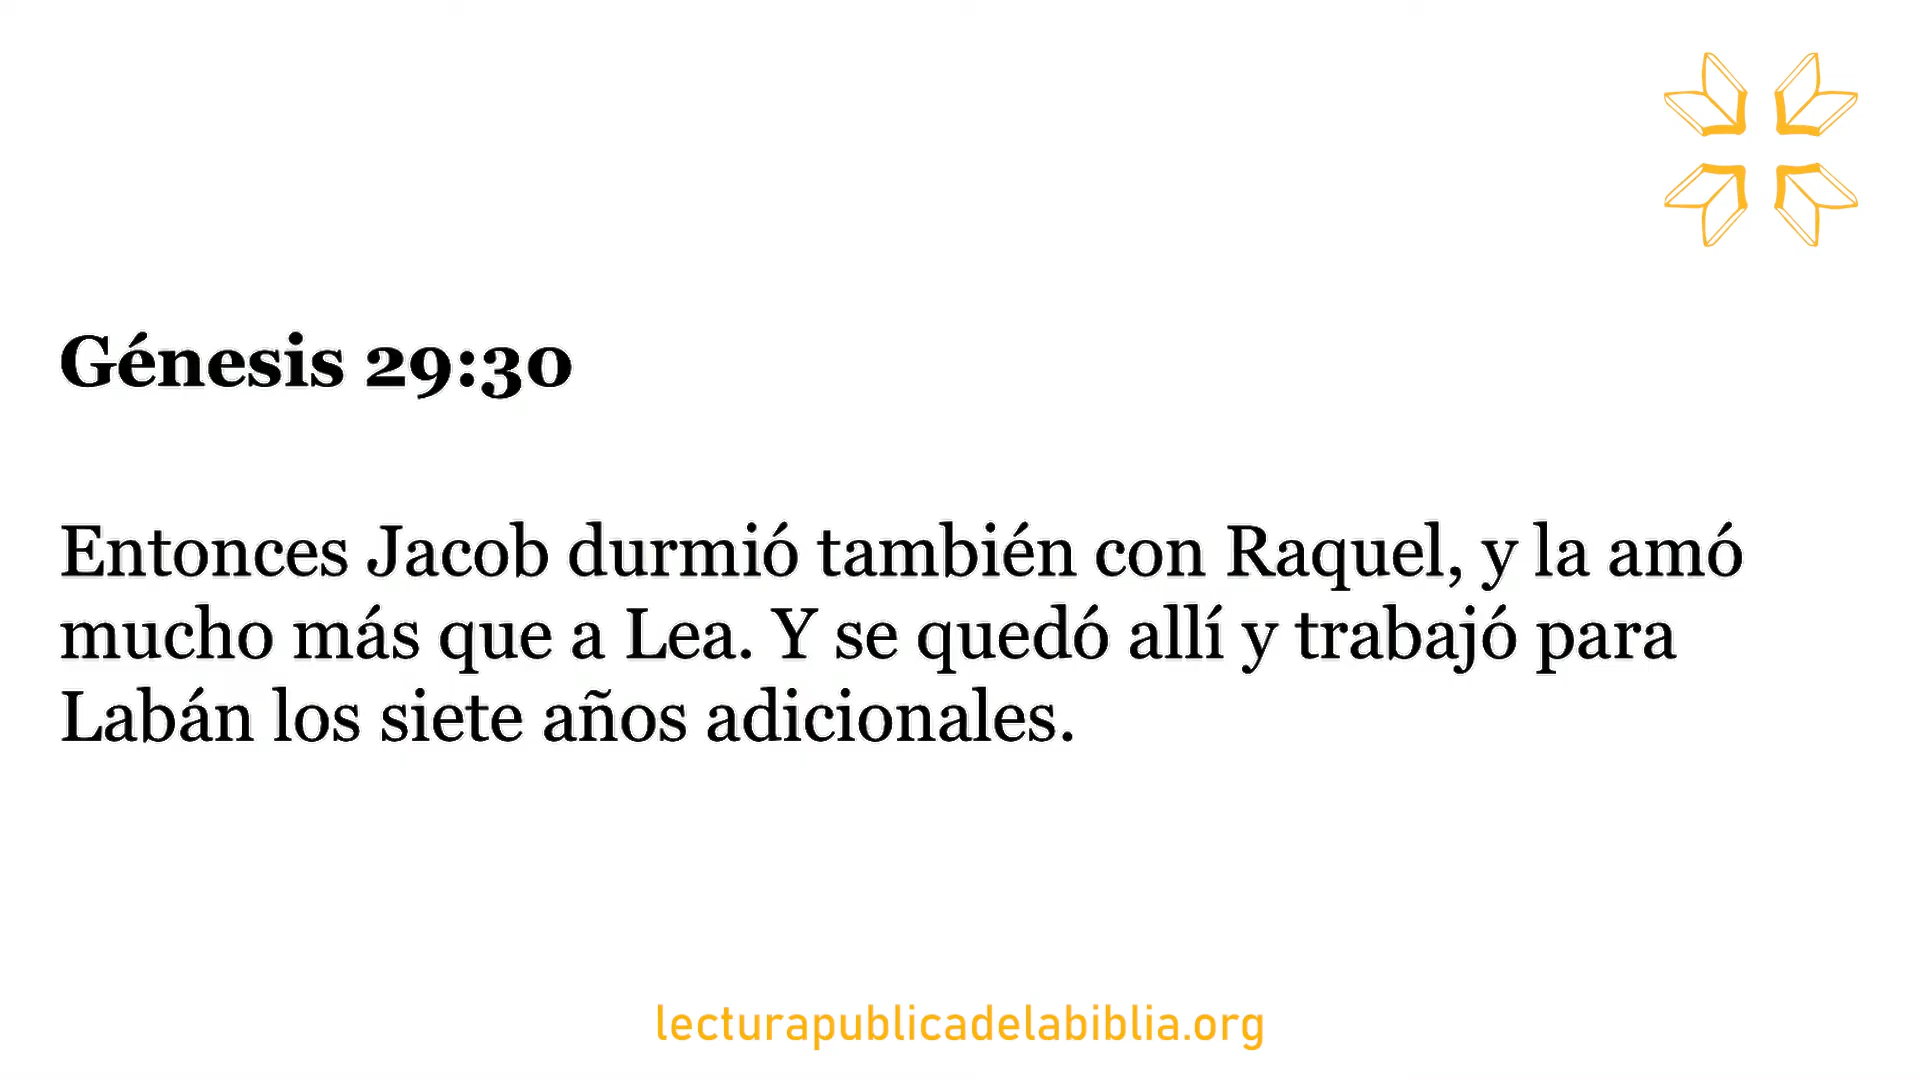 Génesis 29:30
Entonces Jacob durmió también con Raquel, y la amó
mucho más que a Lea. Y se quedó allí y trabajó para
Labán los siete años adicionales.
lecturapublicadelabiblia.org